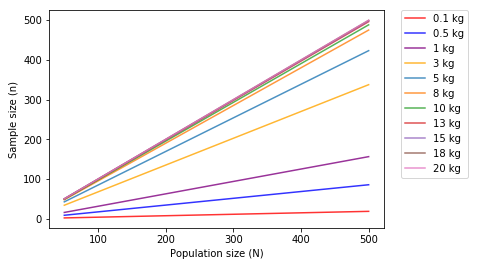 500
400
300
200
100
0
Sample size (n)
100
200
300
400
500
Population size (N)
0.1 kg
0.5 kg
1 kg
3 kg
5 kg
8 kg
10 kg
13 kg
15 kg
18 kg
20 kg